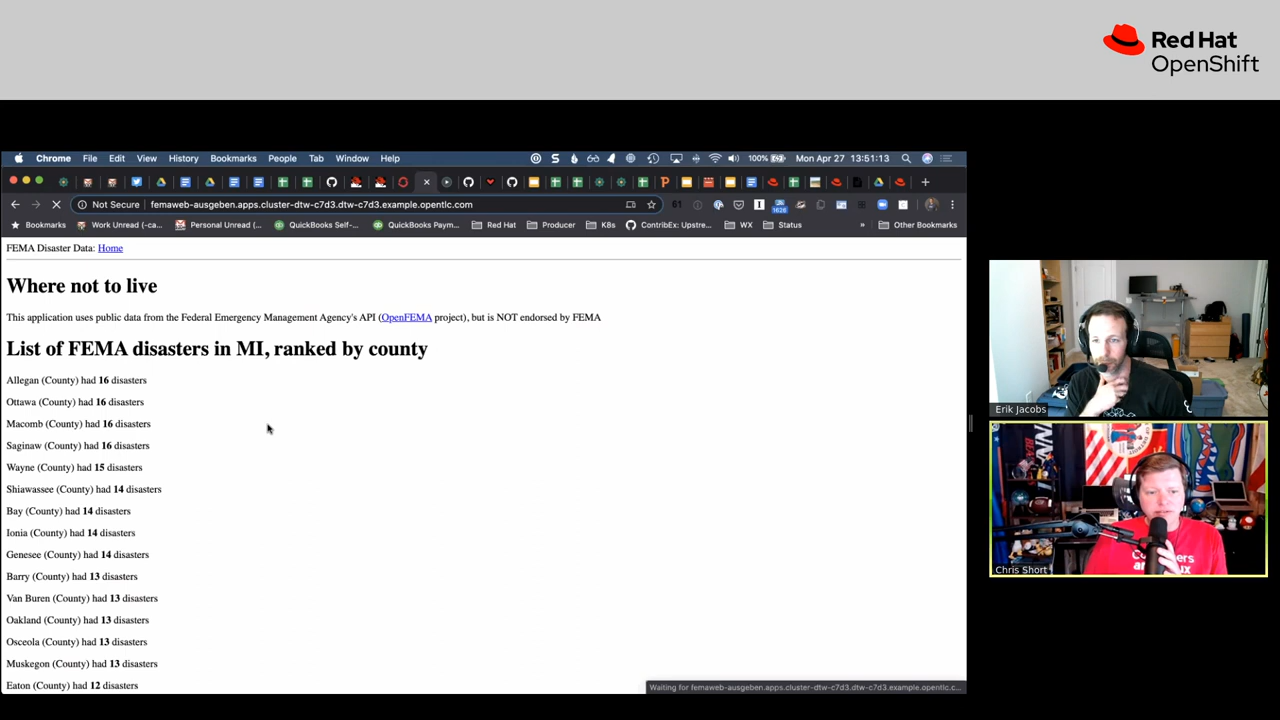 Red Hat
OpenShift
Chrome File Edit View History Bookmarks People Tab Window Help 100% Mon Apr 27 13:51:13
Not Secure femaweb-ausgeben.apps.cluster-dtw-c7d3.dtw-c7d3.example.opentlc.com 61 1628
Bookmarks Work Unread (-ca... Personal Unread (... QuickBooks Self-... QuickBooks Paym... Red Hat Producer K8s ContribEx: Upstre... WX Status » Other Bookmarks
FEMA Disaster Data: Home
Where not to live
This application uses public data from the Federal Emergency Management Agency's API (OpenFEMA project), but is NOT endorsed by FEMA
List of FEMA disasters in MI, ranked by county
Allegan (County) had 16 disasters
Ottawa (County) had 16 disasters
Macomb (County) had 16 disasters
Saginaw (County) had 16 disasters
Wayne (County) had 15 disasters
Shiawassee (County) had 14 disasters
Bay (County) had 14 disasters
Ionia (County) had 14 disasters
Genesee (County) had 14 disasters
Barry (County) had 13 disasters
Van Buren (County) had 13 disasters
Oakland (County) had 13 disasters
Osceola (County) had 13 disasters
Muskegon (County) had 13 disasters
Eaton (County) had 12 disasters
Waiting for femaweb-ausgeben.apps.cluster-dtw-c7d3.dtw-c7d3.example.opentlc.c...
Erik Jacobs
Chris Short